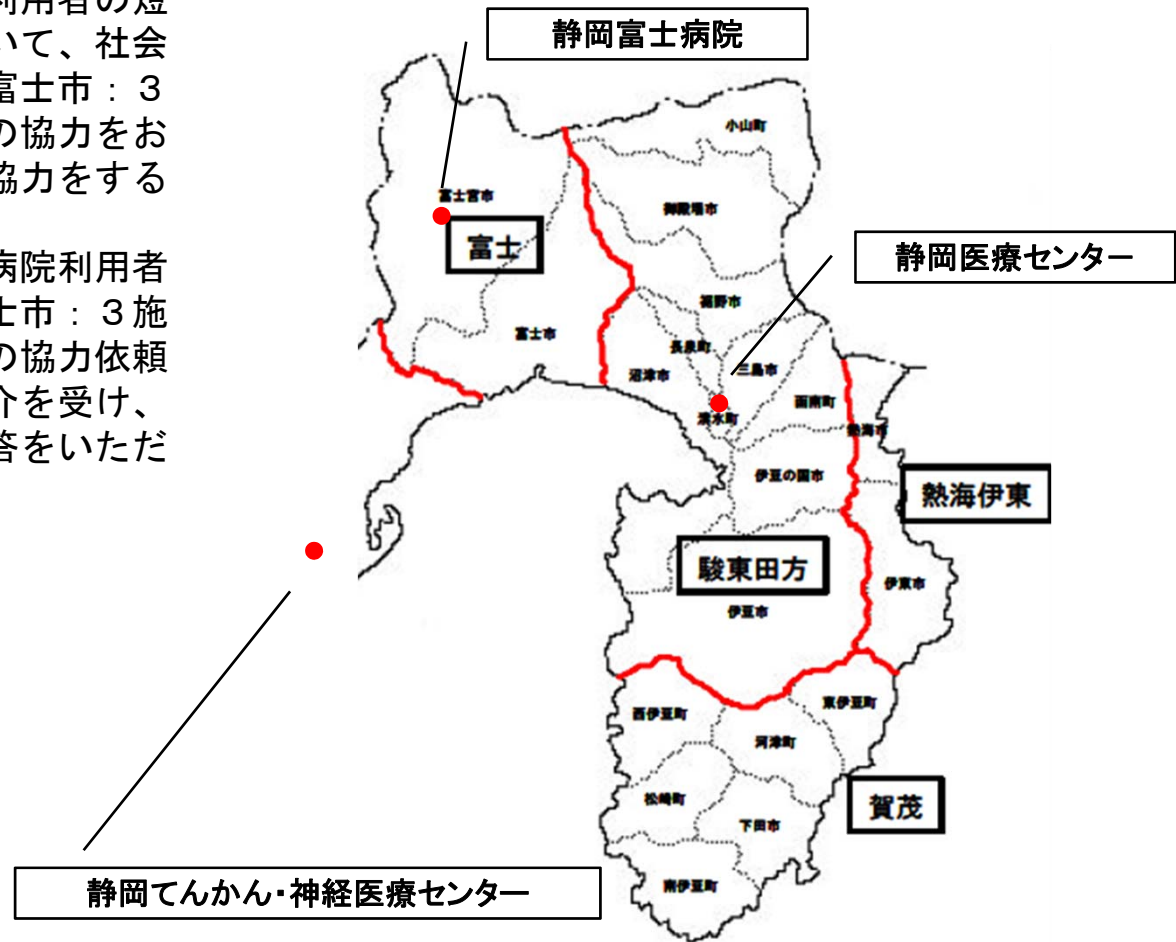 利用者の短
いて、社会
富士市：３
の協力をお
協力をする
病院利用者
士市：３施
の協力依頼
介を受け、
答をいただ
静岡富士病院
小山町
富士宮市
御殿場市
富士
静岡医療センター
裾野市
富士市
長泉町
三島市
沼津市
函南町
清水町
熱海市
伊豆の国市
熱海伊東
駿東田方
伊東市
伊豆市
東伊豆町
西伊豆町
河津町
松崎町
賀茂
下田市
南伊豆町
静岡てんかん・神経医療センター